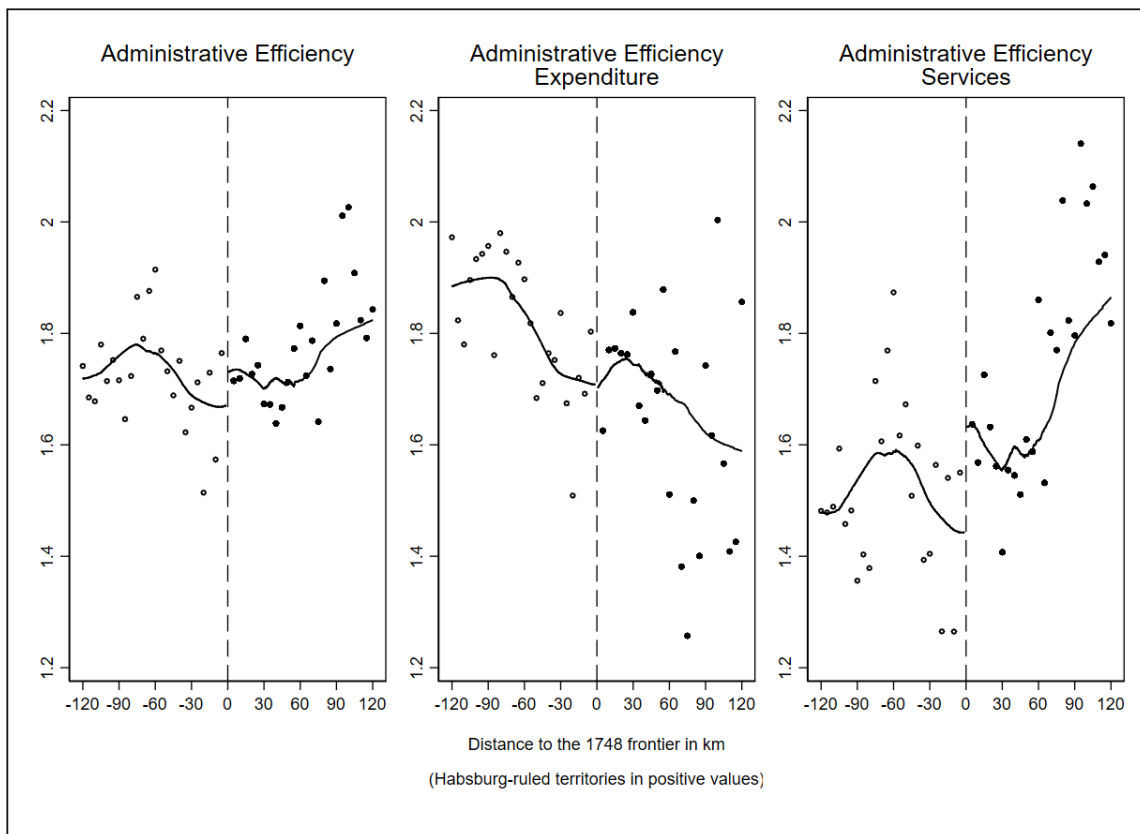 Administrative Efficiency
Administrative Efficiency
Expenditure
Administrative Efficiency
Services
2.2
2
1.8
1.6
1.4
1.2
-120 -90 -60 -30 0 30 60 90 120
2.2
2
1.8
1.6
1.4
1.2
-120 -90 -60 -30 0 30 60 90 120
2.2
2
1.8
1.6
1.4
1.2
-120 -90 -60 -30 0 30 60 90 120
Distance to the 1748 frontier in km
(Habsburg-ruled territories in positive values)